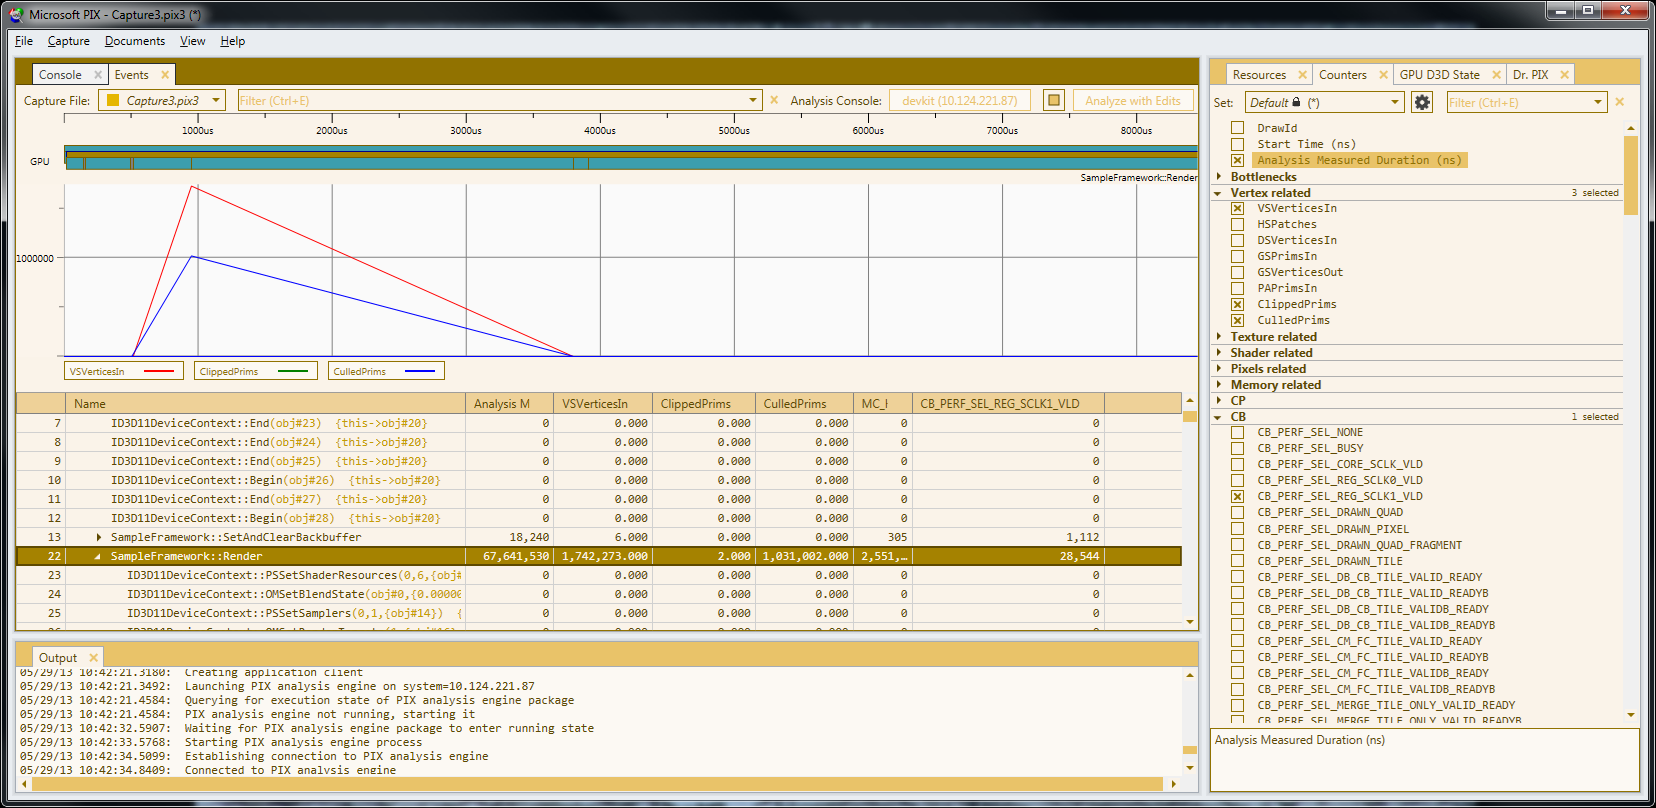 Microsoft PIX - Capture3.pix3 (*)
File Capture Documents View Help
Console Events
Capture File: Capture3.pix3 Filter (Ctrl+E) Analysis Console: devkit (10.124.221.87) Analyze with Edits
1000us 2000us 3000us 4000us 5000us 6000us 7000us 8000us
GPU
SampleFramework::Render
1000000
VSVerticesIn ClippedPrims CulledPrims
Name Analysis M VSVerticesIn ClippedPrims CulledPrims MC_ CB_PERF_SEL_REG_SCLK1_VLD
7 ID3D11DeviceContext::End(obj#23) {this->obj#20} 0 0.000 0.000 0.000 0 0
8 ID3D11DeviceContext::End(obj#24) {this->obj#20} 0 0.000 0.000 0.000 0 0
9 ID3D11DeviceContext::End(obj#25) {this->obj#20} 0 0.000 0.000 0.000 0 0
10 ID3D11DeviceContext::Begin(obj#26) {this->obj#20} 0 0.000 0.000 0.000 0 0
11 ID3D11DeviceContext::End(obj#27) {this->obj#20} 0 0.000 0.000 0.000 0 0
12 ID3D11DeviceContext::Begin(obj#28) {this->obj#20} 0 0.000 0.000 0.000 0 0
13 SampleFramework::SetAndClearBackbuffer 18,240 6.000 0.000 0.000 305 1,112
22 SampleFramework::Render 67,641,530 1,742,273.000 2.000 1,031,002.000 2,551,... 28,544
23 ID3D11DeviceContext::PSSetShaderResources(0,6,{obj# 0 0.000 0.000 0.000 0 0
24 ID3D11DeviceContext::OMSetBlendState(obj#0,{0.00000 0 0.000 0.000 0.000 0 0
25 ID3D11DeviceContext::PSSetSamplers(0,1,{obj#14}) { 0 0.000 0.000 0.000 0 0
Output
05/29/13 10:42:21.3180: Creating application client
05/29/13 10:42:21.3492: Launching PIX analysis engine on system=10.124.221.87
05/29/13 10:42:21.4584: Querying for execution state of PIX analysis engine package
05/29/13 10:42:21.4584: PIX analysis engine not running, starting it
05/29/13 10:42:32.5907: Waiting for PIX analysis engine package to enter running state
05/29/13 10:42:33.5768: Starting PIX analysis engine process
05/29/13 10:42:34.5099: Establishing connection to PIX analysis engine
05/29/13 10:42:34.8409: Connected to PIX analysis engine
Resources Counters GPU D3D State Dr. PIX
Set: Default (*) Filter (Ctrl+E)
DrawId
Start Time (ns)
Analysis Measured Duration (ns)
Bottlenecks
Vertex related 3 selected
VSVerticesIn
HSPatches
DSVerticesIn
GSPrimsIn
GSVerticesOut
PAPrimsIn
ClippedPrims
CulledPrims
Texture related
Shader related
Pixels related
Memory related
CP
CB 1 selected
CB_PERF_SEL_NONE
CB_PERF_SEL_BUSY
CB_PERF_SEL_CORE_SCLK_VLD
CB_PERF_SEL_REG_SCLK0_VLD
CB_PERF_SEL_REG_SCLK1_VLD
CB_PERF_SEL_DRAWN_QUAD
CB_PERF_SEL_DRAWN_PIXEL
CB_PERF_SEL_DRAWN_QUAD_FRAGMENT
CB_PERF_SEL_DRAWN_TILE
CB_PERF_SEL_DB_CB_TILE_VALID_READY
CB_PERF_SEL_DB_CB_TILE_VALID_READYB
CB_PERF_SEL_DB_CB_TILE_VALIDB_READY
CB_PERF_SEL_DB_CB_TILE_VALIDB_READYB
CB_PERF_SEL_CM_FC_TILE_VALID_READY
CB_PERF_SEL_CM_FC_TILE_VALID_READYB
CB_PERF_SEL_CM_FC_TILE_VALIDB_READY
CB_PERF_SEL_CM_FC_TILE_VALIDB_READYB
CB_PERF_SEL_MERGE_TILE_ONLY_VALID_READY
CB_PERF_SEL_MERGE_TILE_ONLY_VALID_READYB
Analysis Measured Duration (ns)